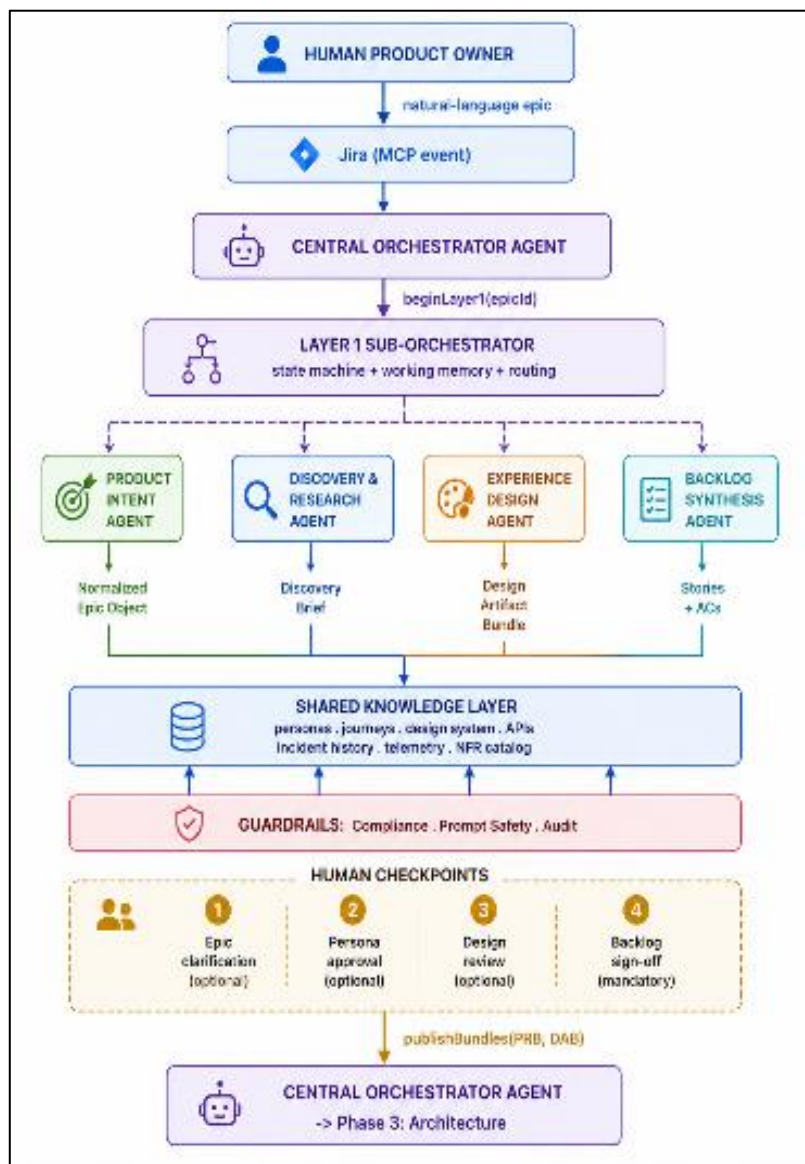 HUMAN PRODUCT OWNER
natural-language epic
Jira (MCP event)
CENTRAL ORCHESTRATOR AGENT
beginLayer1(epicId)
LAYER 1 SUB-ORCHESTRATOR
state machine + working memory + routing
PRODUCT
INTENT
AGENT
DISCOVERY &
RESEARCH
AGENT
EXPERIENCE
DESIGN
AGENT
BACKLOG
SYNTHESIS
AGENT
Normalized
Epic Object
Discovery
Brief
Design
Artifact
Bundle
Stories
+ ACs
SHARED KNOWLEDGE LAYER
personas . journeys . design system . APIs
incident history . telemetry . NFR catalog
GUARDRAILS: Compliance . Prompt Safety . Audit
HUMAN CHECKPOINTS
1
Epic
clarification
(optional)
2
Persona
approval
(optional)
3
Design
review
(optional)
4
Backlog
sign-off
(mandatory)
publishBundles(PRB, DAB)
CENTRAL ORCHESTRATOR AGENT
-> Phase 3: Architecture